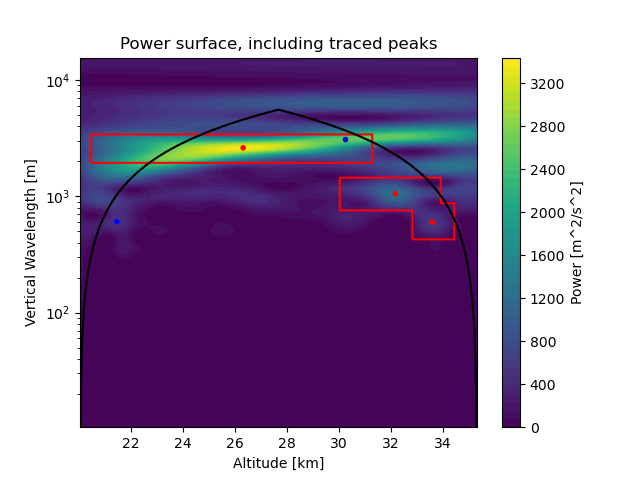 Power surface, including traced peaks
10^4
10^3
10^2
Vertical Wavelength [m]
22 24 26 28 30 32 34
Altitude [km]
3200
2800
2400
2000
1600
1200
800
400
0
Power [m^2/s^2]